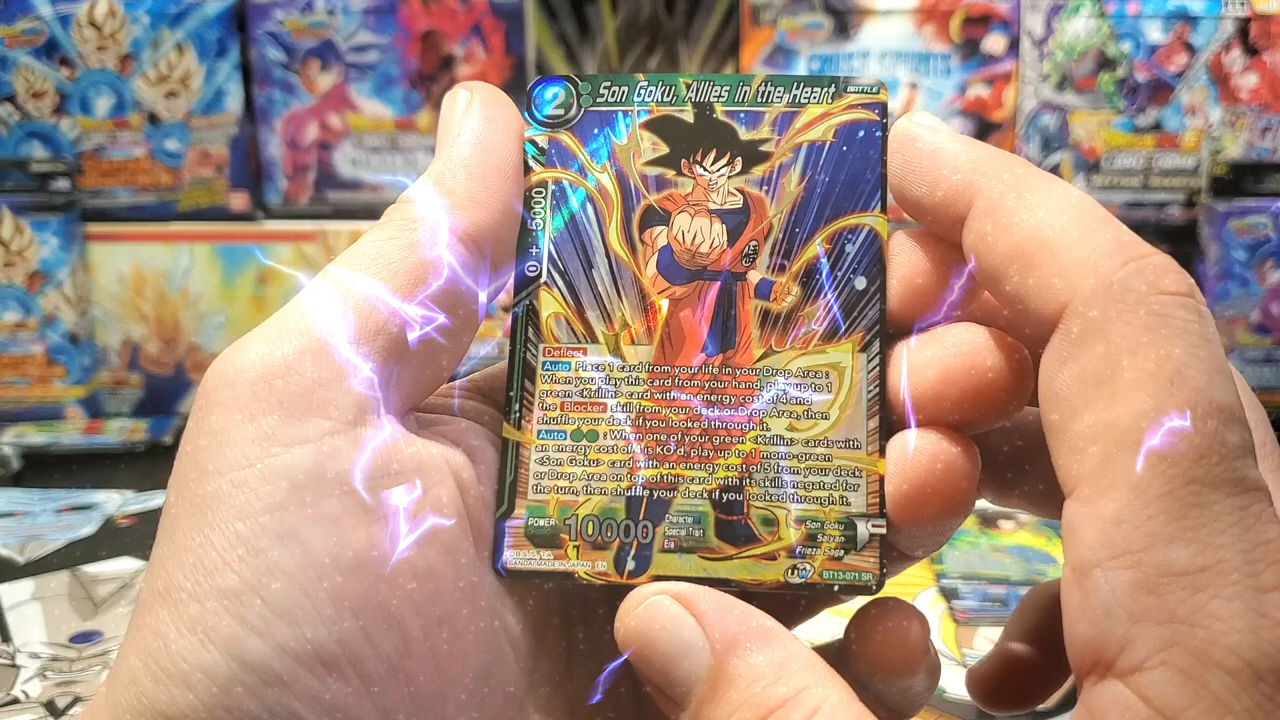 2
Son Goku, Allies in the Heart
BATTLE
0 + 5000
Deflect
Auto Place 1 card from your life in your Drop Area:
When you play this card from your hand, play up to 1
green <Krillin> card with an energy cost of 4 and
the Blocker skill from your deck or Drop Area, then
shuffle your deck if you looked through it.
Auto : When one of your green <Krillin> cards with
an energy cost of 4 is KO'd, play up to 1 mono-green
<Son Goku> card with an energy cost of 5 from your deck
or Drop Area on top of this card with its skills negated for
the turn, then shuffle your deck if you looked through it.
POWER 10000
Character Son Goku
Special Trait Saiyan
Era Frieza Saga
©B.S./S., T.A.
BANDAI MADE IN JAPAN EN
UW
BT13-071 SR